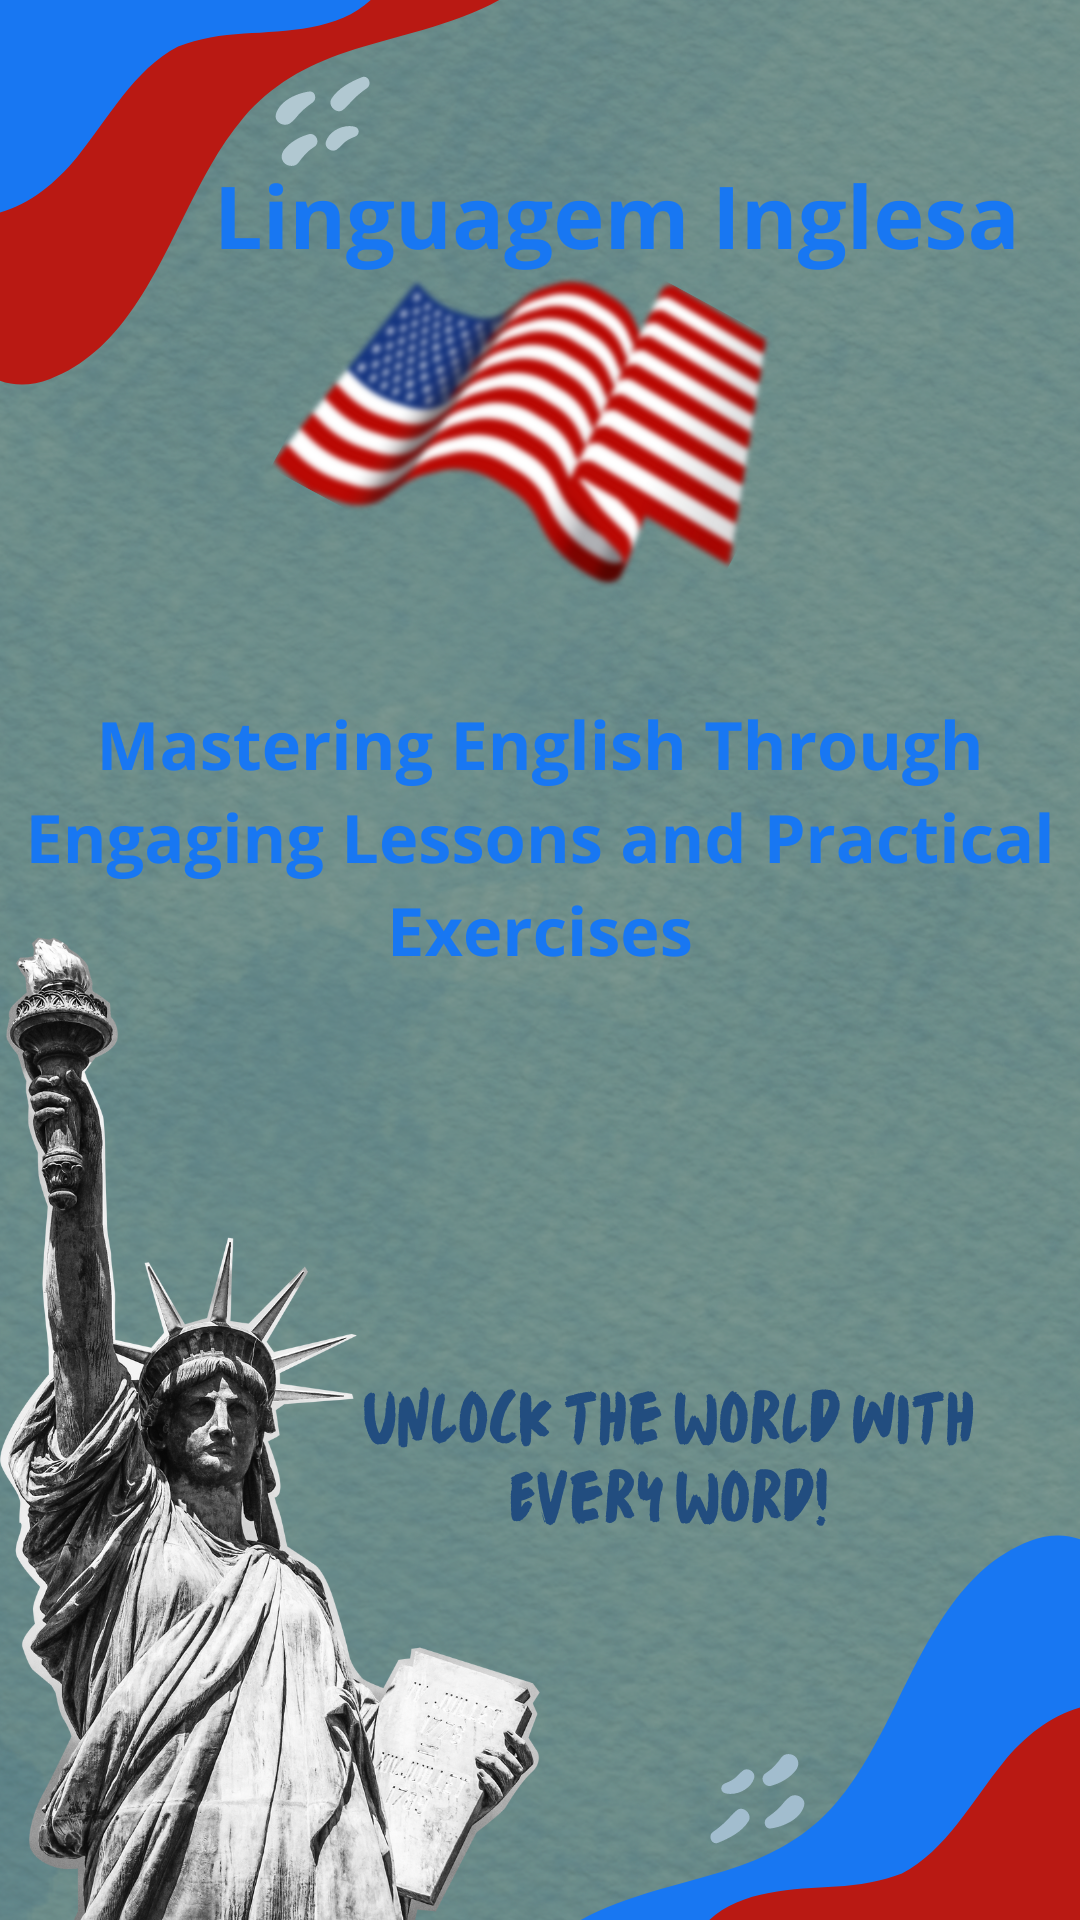 Linguagem Inglesa
Mastering English Through
Engaging Lessons and Practical
Exercises
UNLOCK THE WORLD WITH
EVERY WORD!